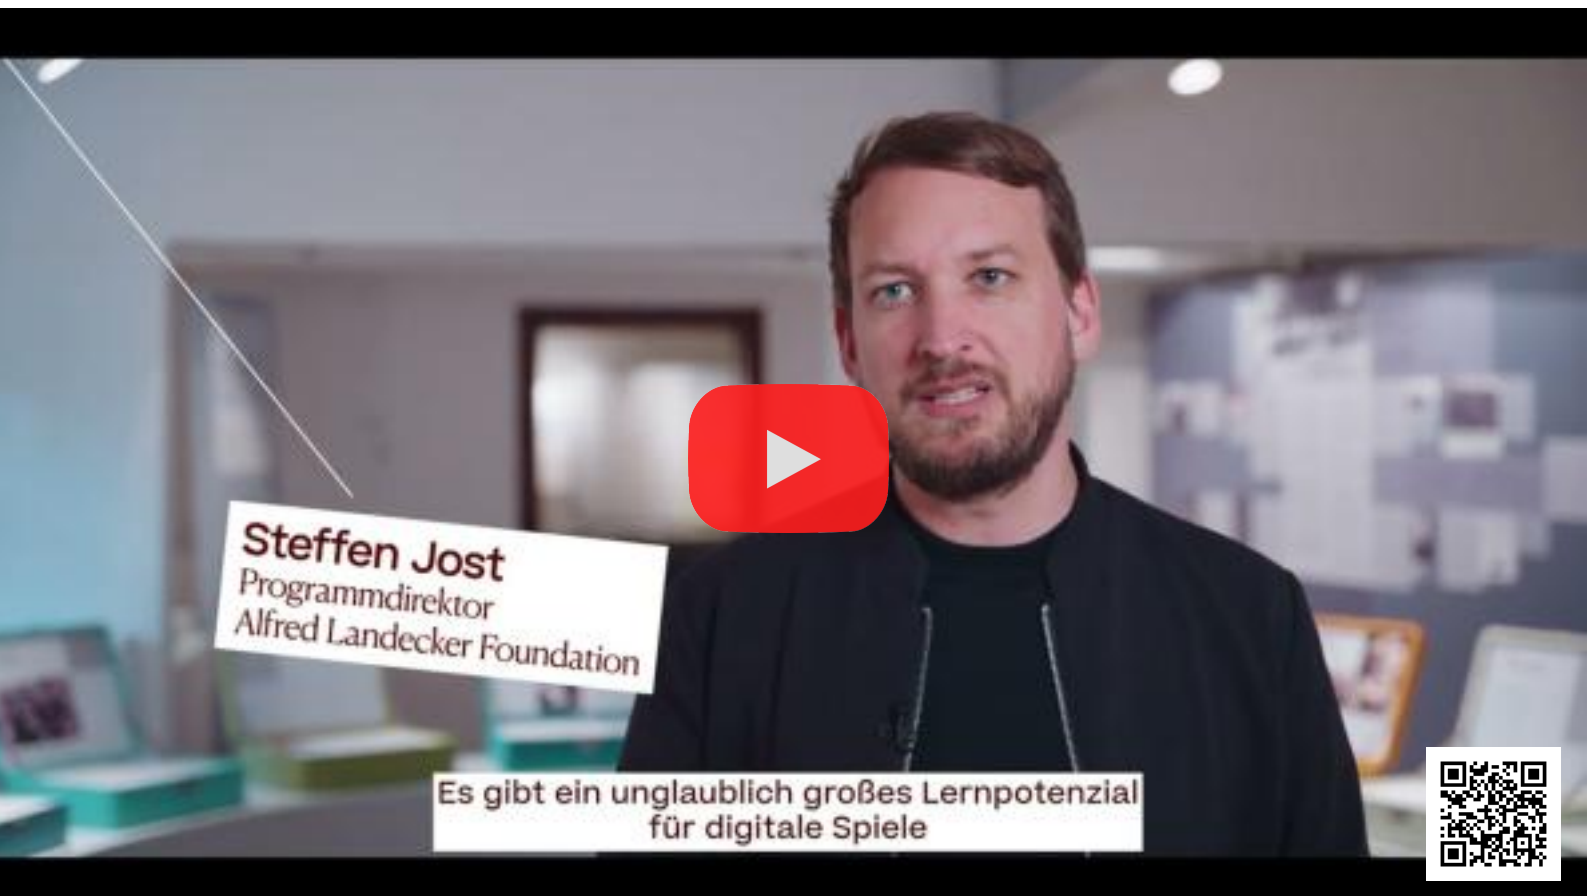 Steffen Jost
Programmdirektor
Alfred Landecker Foundation
Es gibt ein unglaublich großes Lernpotenzial
für digitale Spiele